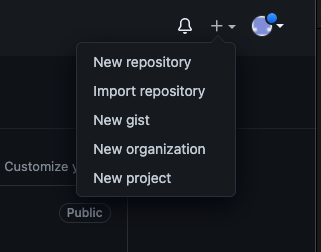 New repository
Import repository
New gist
Customize
New organization
New project
Public